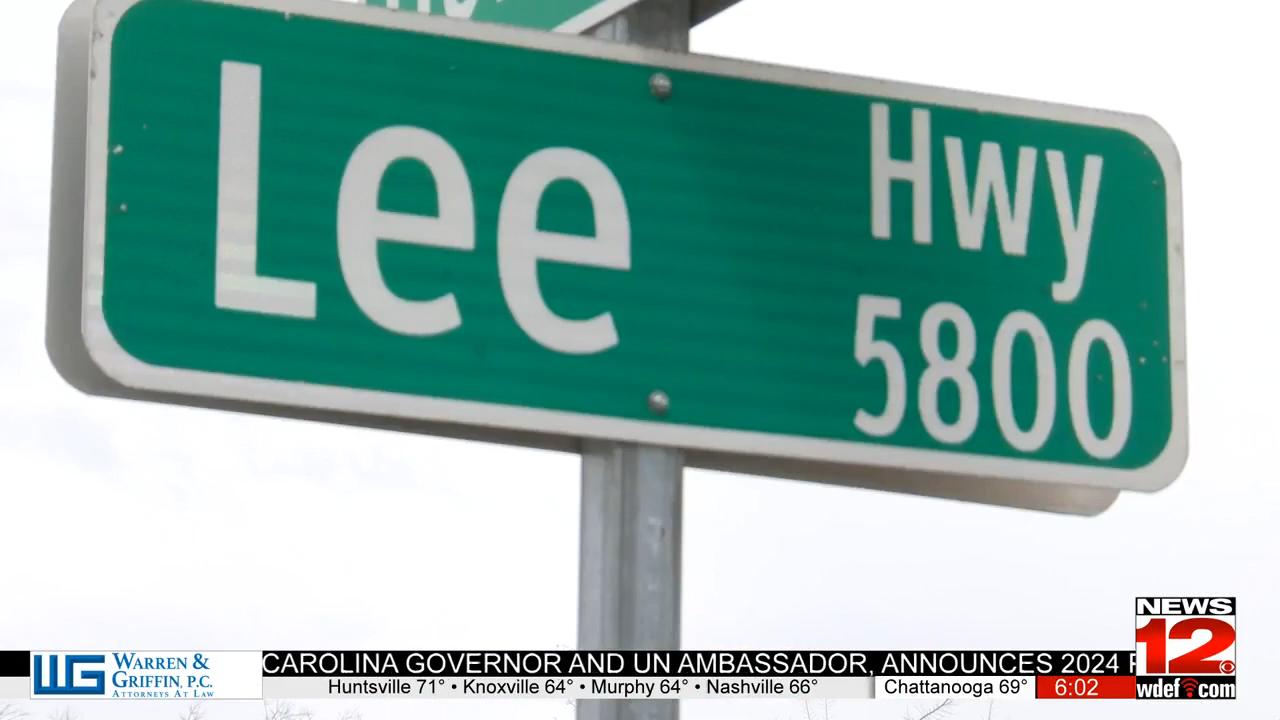 Lee Hwy
5800
NEWS
12
wdef.com
WG WARREN &
GRIFFIN, P.C.
ATTORNEYS AT LAW
CAROLINA GOVERNOR AND UN AMBASSADOR, ANNOUNCES 2024
Huntsville 71° • Knoxville 64° • Murphy 64° • Nashville 66°
Chattanooga 69°
6:02